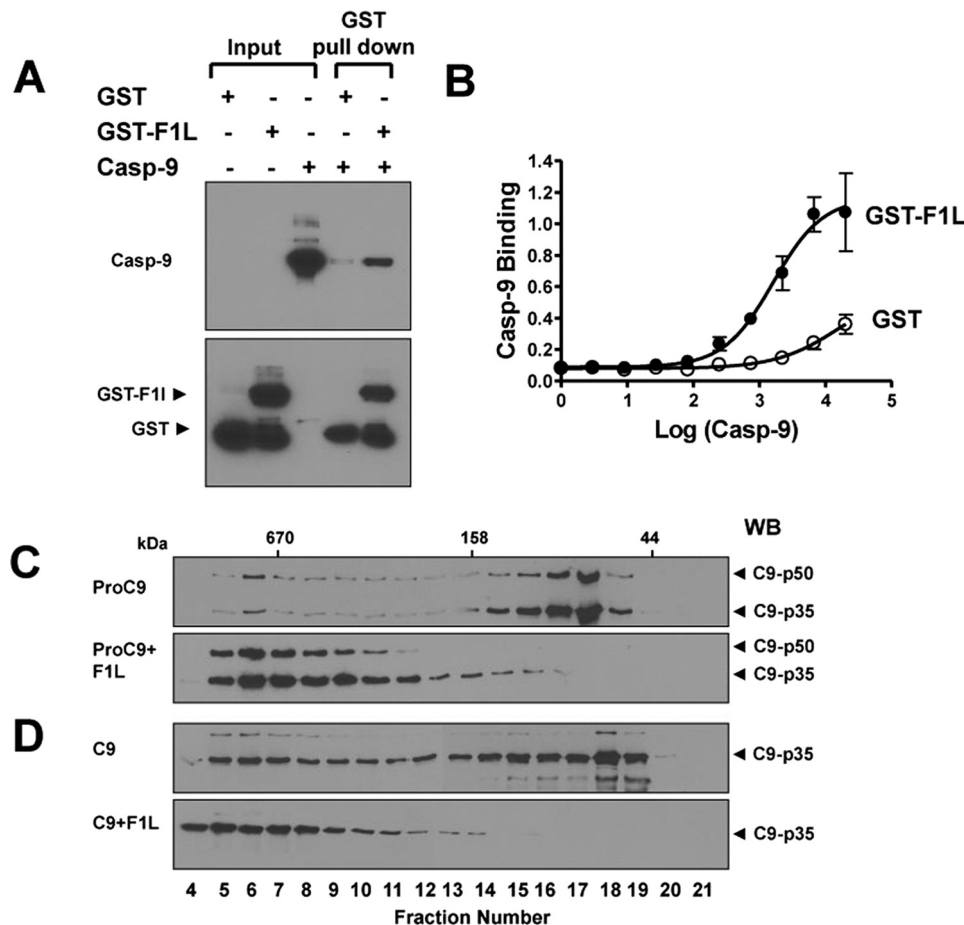 A
Input
GST
pull down
GST + - - + -
GST-F1L - + - - +
Casp-9 - - + + +
Casp-9
GST-F1l ►
GST ►
B
Casp-9 Binding
1.4
1.2
1.0
0.8
0.6
0.4
0.2
0.0
0 1 2 3 4 5
Log (Casp-9)
GST-F1L
GST
C
kDa 670 158 44 WB
ProC9
◄ C9-p50
◄ C9-p35
ProC9+
F1L
◄ C9-p50
◄ C9-p35
D
C9
◄ C9-p35
C9+F1L
◄ C9-p35
4 5 6 7 8 9 10 11 12 13 14 15 16 17 18 19 20 21
Fraction Number